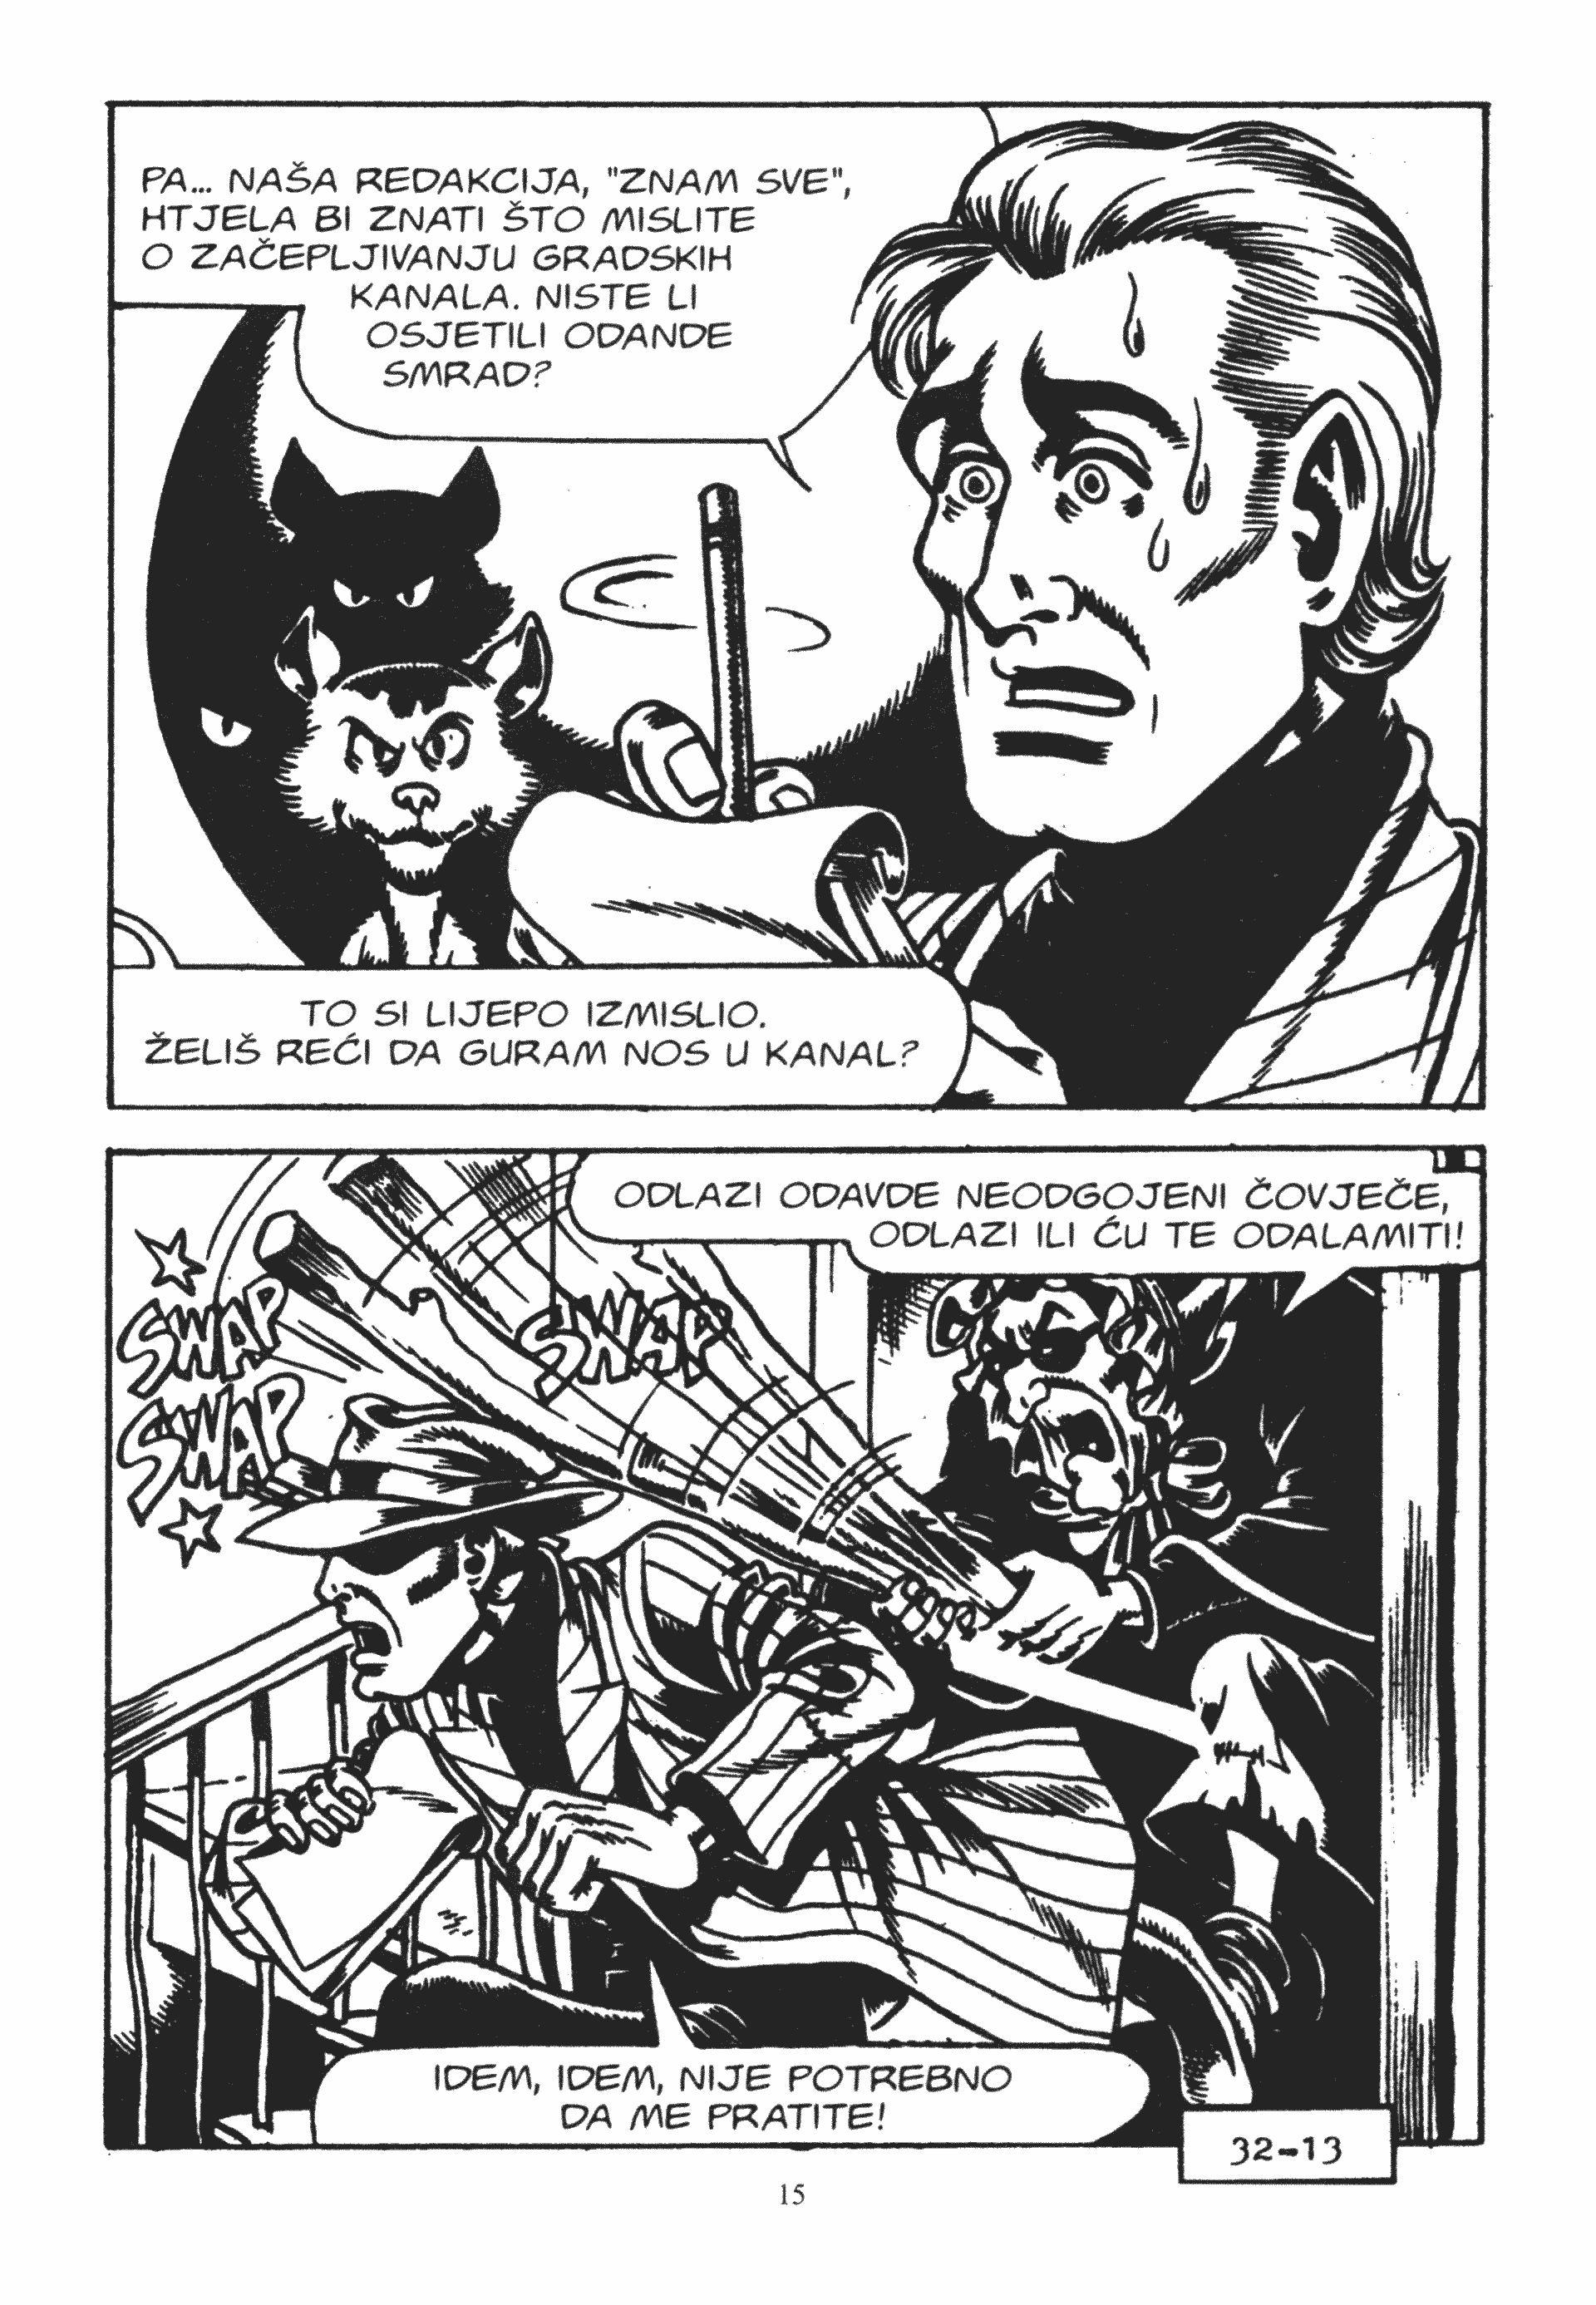 PA... NAŠA REDAKCIJA, "ZNAM SVE",
HTJELA BI ZNATI ŠTO MISLITE
O ZAČEPLJIVANJU GRADSKIH
KANALA. NISTE LI
OSJETILI ODANDE
SMRAD?
TO SI LIJEPO IZMISLIO.
ŽELIŠ REĆI DA GURAM NOS U KANAL?
ODLAZI ODAVDE NEODGOJENI ČOVJEČE,
ODLAZI ILI ĆU TE ODALAMITI!
SWAP
SWAP
SWAP
IDEM, IDEM, NIJE POTREBNO
DA ME PRATITE!
32-13
15